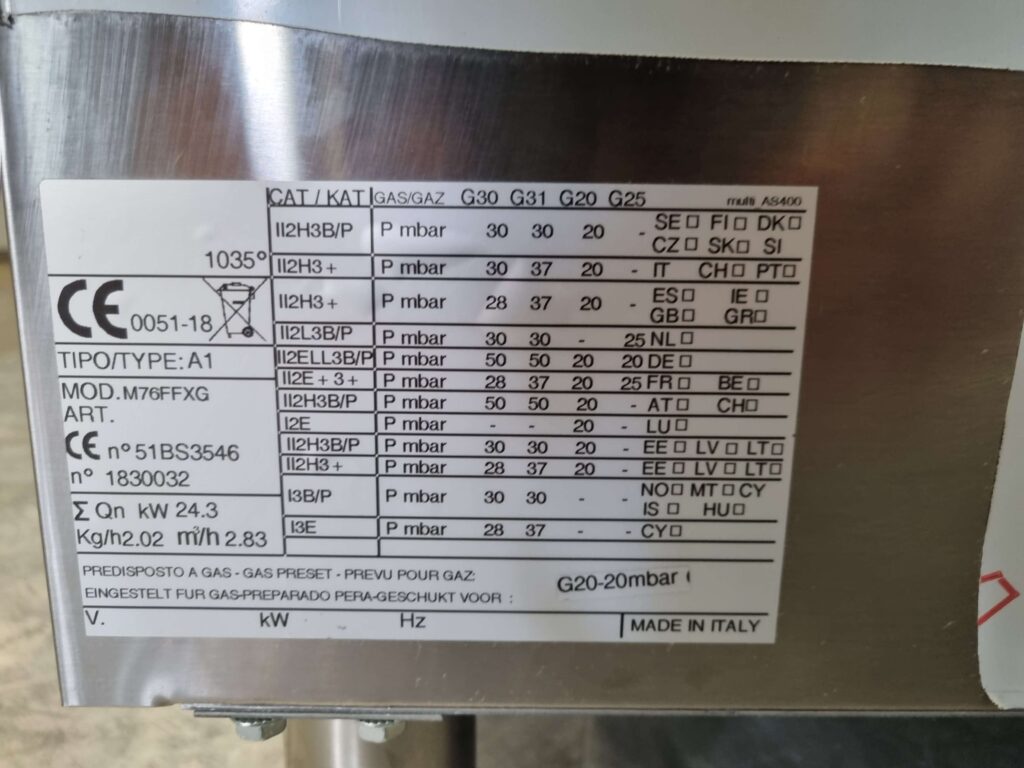 CAT / KAT GAS/GAZ G30 G31 G20 G25 multi AS400
II2H3B/P P mbar 30 30 20 - SE FI DK
CZ SK SI
1035°
II2H3+ P mbar 30 37 20 - IT CH PT
II2H3+ P mbar 28 37 20 - ES IE
GB GR
CE 0051-18
II2L3B/P P mbar 30 30 - 25 NL
TIPO/TYPE: A1
II2ELL3B/P P mbar 50 50 20 20 DE
II2E+3+ P mbar 28 37 20 25 FR BE
MOD. M76FFXG
II2H3B/P P mbar 50 50 20 - AT CH
ART.
I2E P mbar - - 20 - LU
CE n° 51BS3546
II2H3B/P P mbar 30 30 20 - EE LV LT
n° 1830032
II2H3+ P mbar 28 37 20 - EE LV LT
I3B/P P mbar 30 30 - - NO MT CY
IS HU
Σ Qn kW 24.3
I3E P mbar 28 37 - - CY
Kg/h2.02 m³/h 2.83
PREDISPOSTO A GAS - GAS PRESET - PREVU POUR GAZ:
G20-20mbar
EINGESTELT FUR GAS-PREPARADO PERA-GESCHUKT VOOR :
V. kW Hz MADE IN ITALY